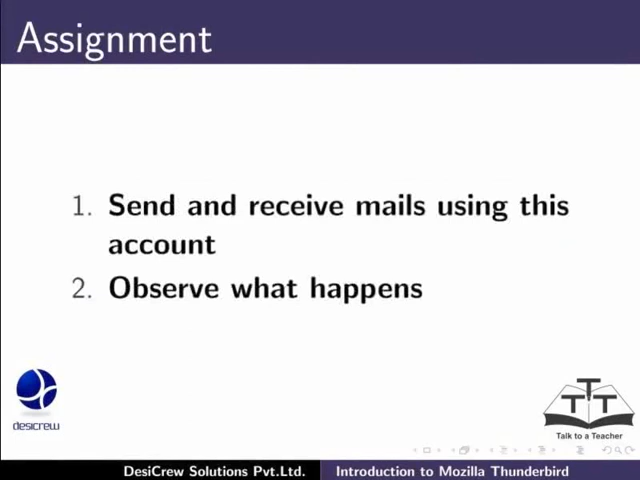 Assignment
1. Send and receive mails using this
account
2. Observe what happens
desicrew
T T T
Talk to a Teacher
DesiCrew Solutions Pvt.Ltd. Introduction to Mozilla Thunderbird